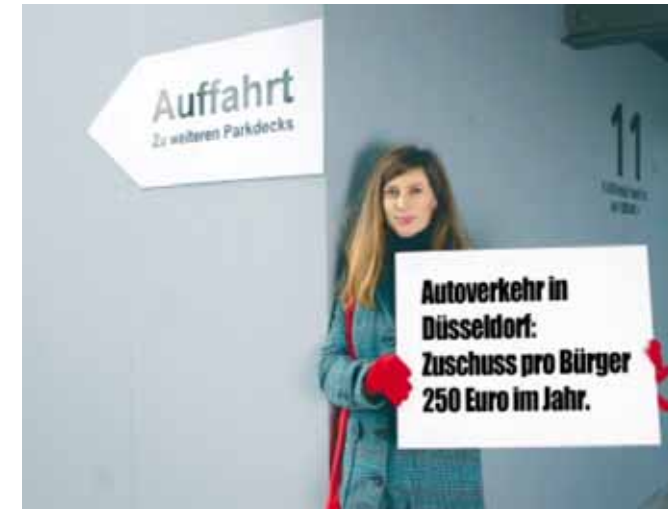 Auffahrt
Zu weiteren Parkdecks
11
Autoverkehr in
Düsseldorf:
Zuschuss pro Bürger
250 Euro im Jahr.